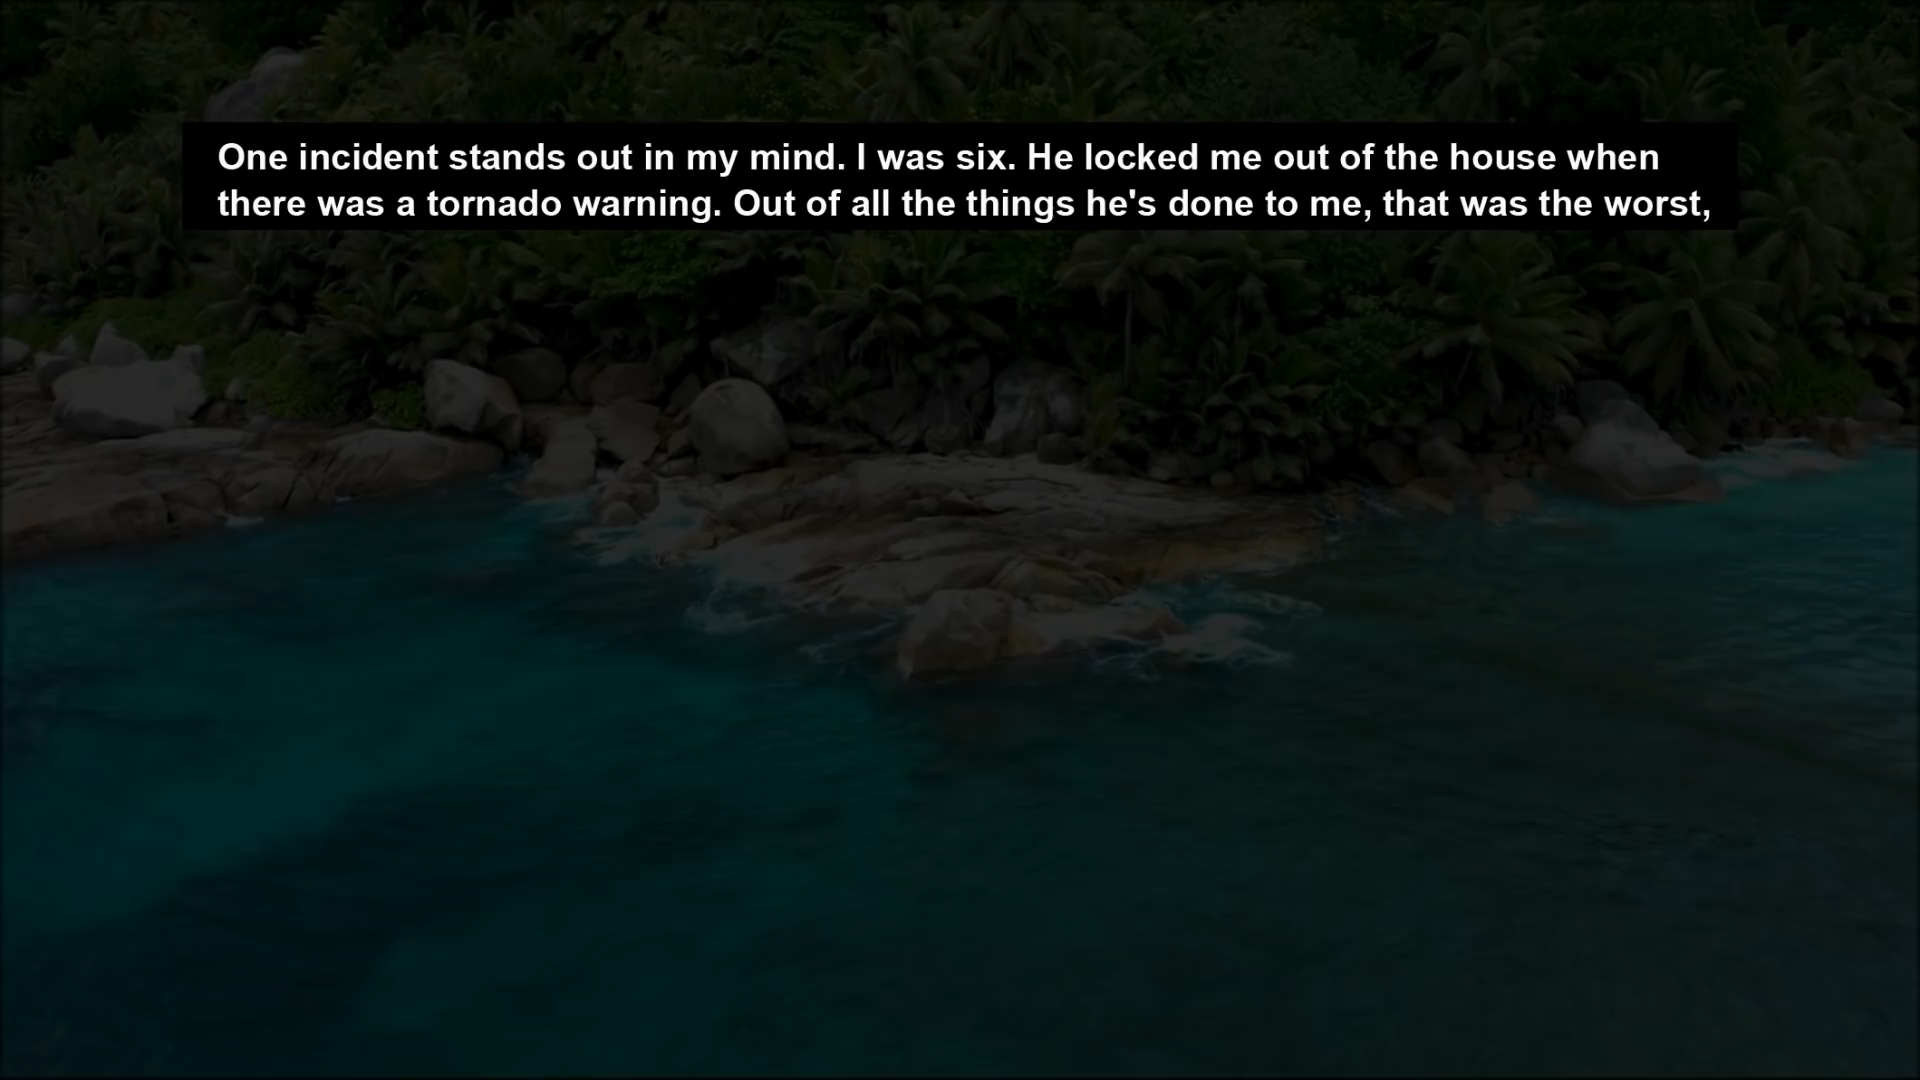 One incident stands out in my mind. I was six. He locked me out of the house when
there was a tornado warning. Out of all the things he's done to me, that was the worst,